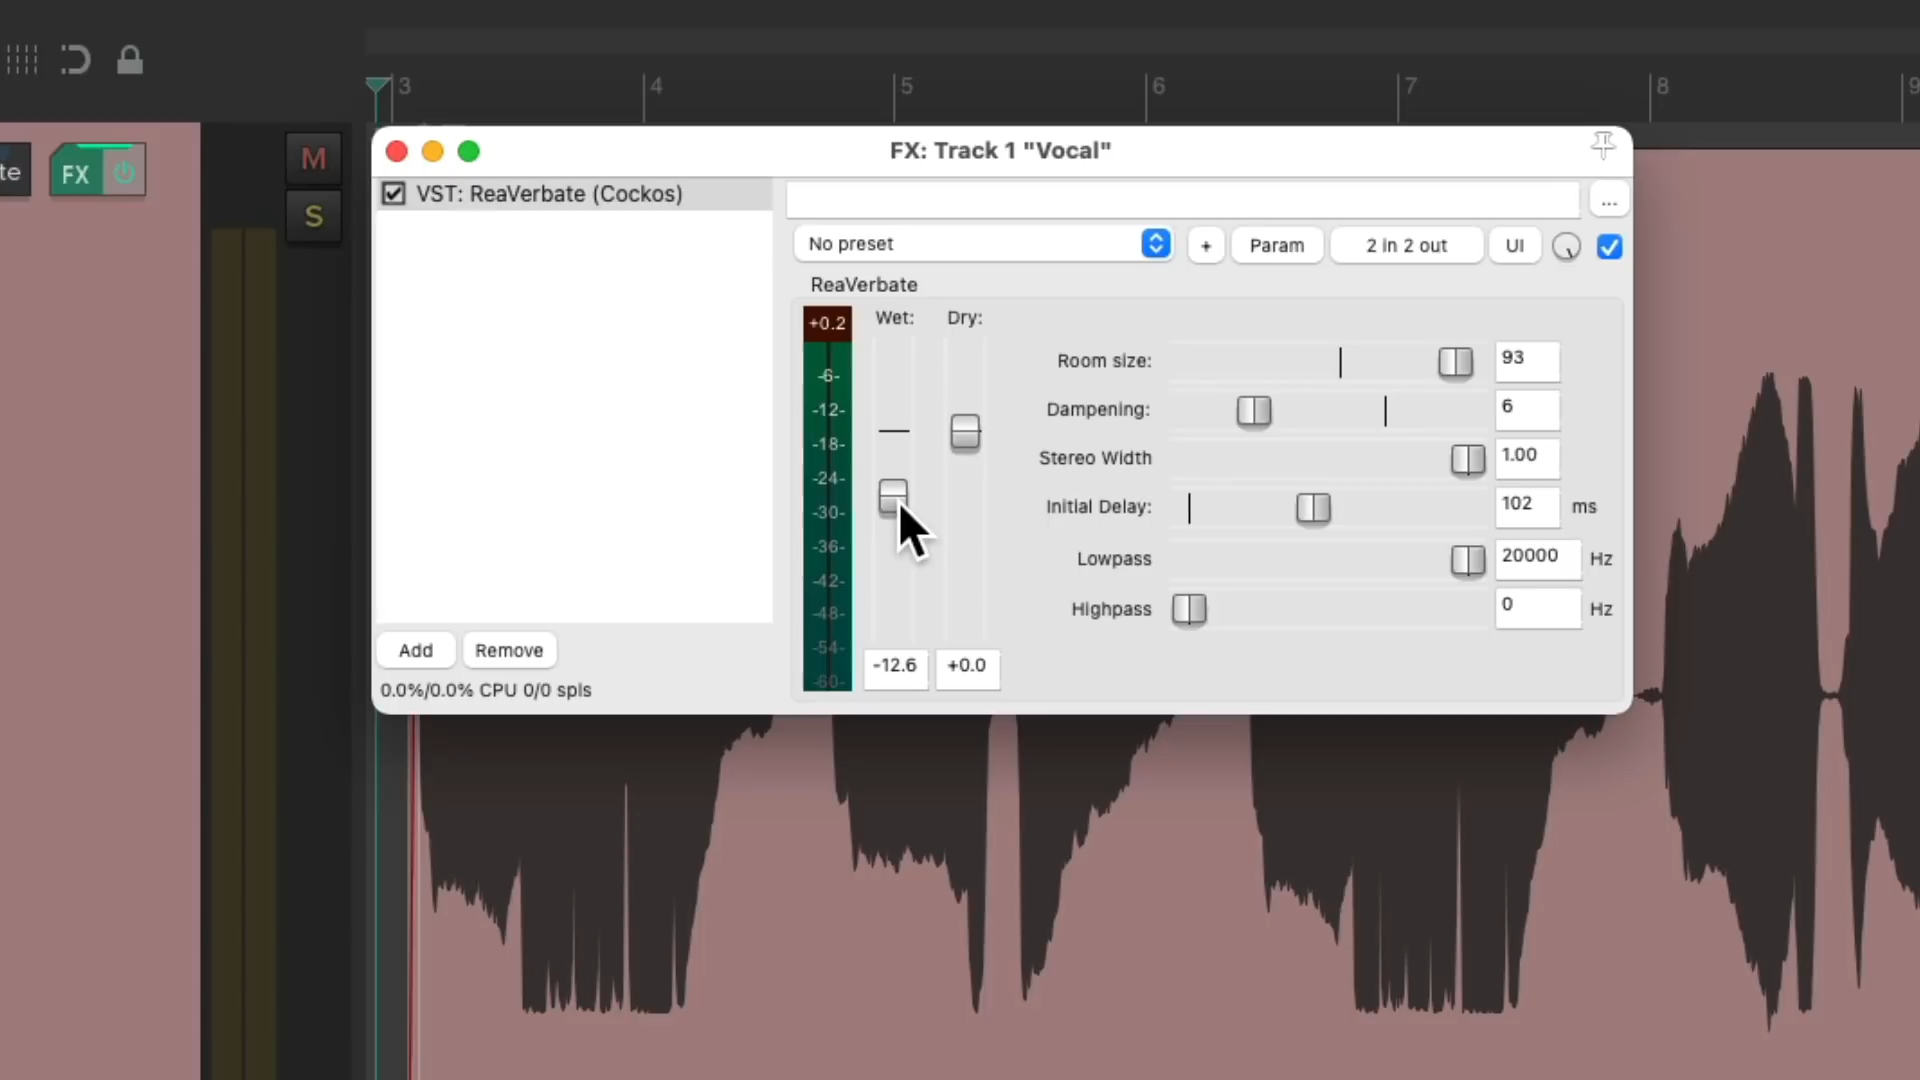 3 4 5 6 7 8 9
te FX M
S
FX: Track 1 "Vocal"
VST: ReaVerbate (Cockos)
...
No preset + Param 2 in 2 out UI
ReaVerbate
Wet: Dry:
+0.2
-6-
-12-
-18-
-24-
-30-
-36-
-42-
-48-
-54-
-60-
-12.6 +0.0
Room size: 93
Dampening: 6
Stereo Width 1.00
Initial Delay: 102 ms
Lowpass 20000 Hz
Highpass 0 Hz
Add Remove
0.0%/0.0% CPU 0/0 spls